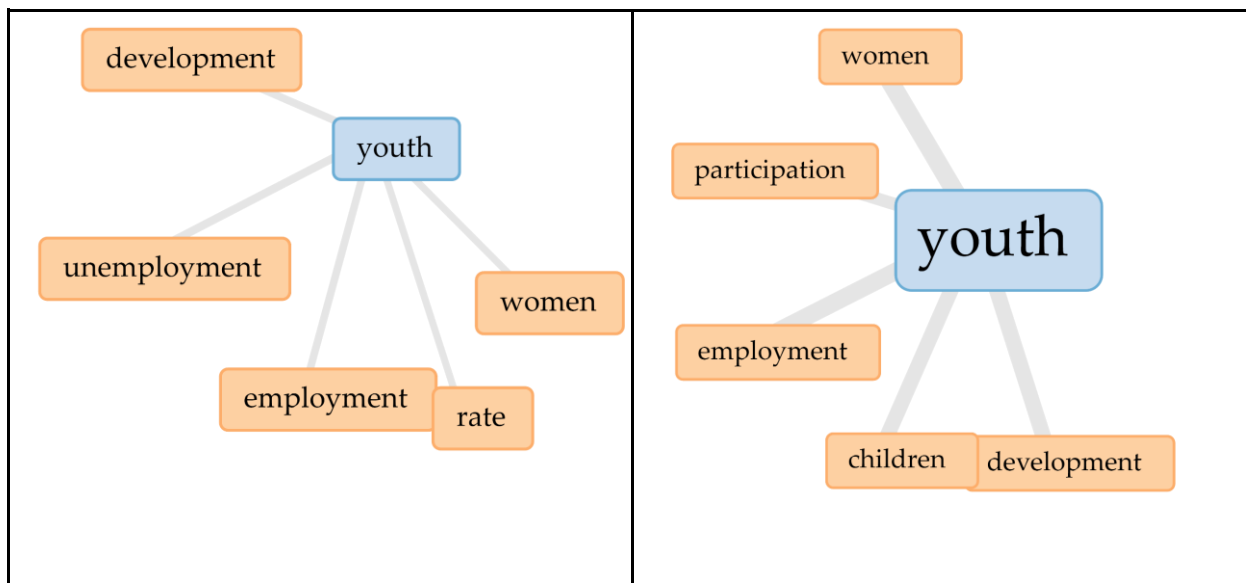 development
youth
unemployment
women
employment
rate
women
participation
youth
employment
children
development